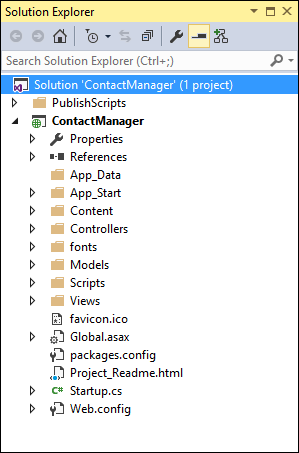 Solution Explorer
Search Solution Explorer (Ctrl+;)
Solution 'ContactManager' (1 project)
PublishScripts
ContactManager
Properties
References
App_Data
App_Start
Content
Controllers
fonts
Models
Scripts
Views
favicon.ico
Global.asax
packages.config
Project_Readme.html
C# Startup.cs
Web.config